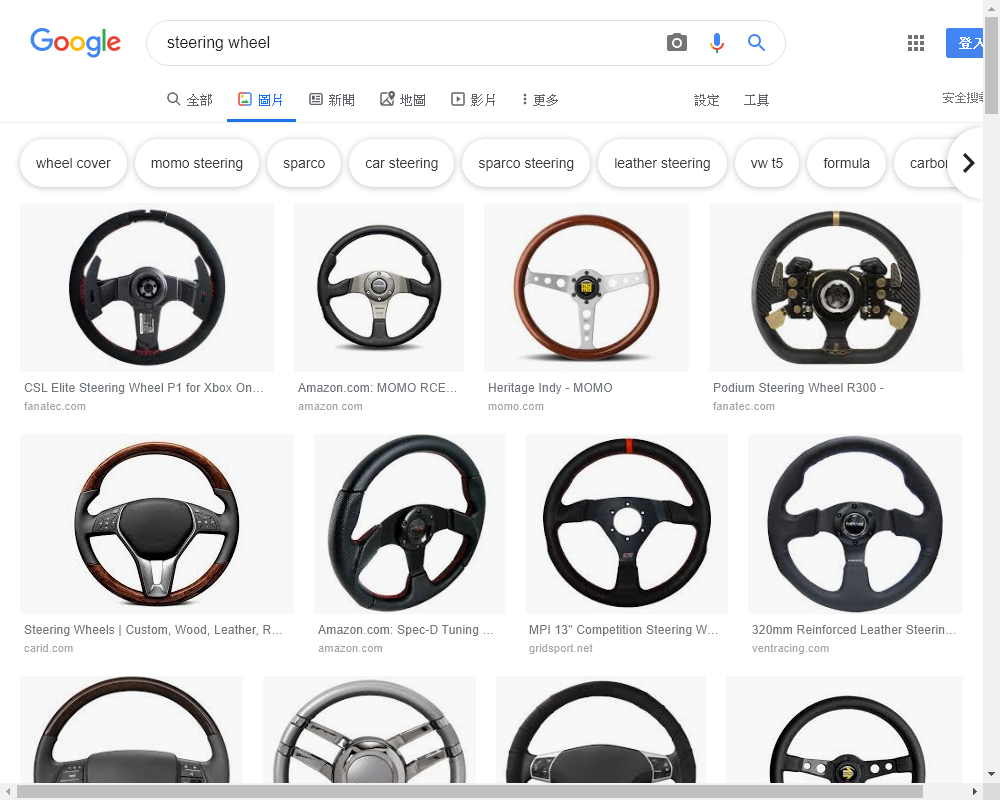 Google
steering wheel
登入
全部
圖片
新聞
地圖
影片
更多
設定
工具
安全搜尋
wheel cover
momo steering
sparco
car steering
sparco steering
leather steering
vw t5
formula
carbon
CSL Elite Steering Wheel P1 for Xbox On...
fanatec.com
Amazon.com: MOMO RCE...
amazon.com
Heritage Indy - MOMO
momo.com
Podium Steering Wheel R300 -
fanatec.com
Steering Wheels | Custom, Wood, Leather, R...
carid.com
Amazon.com: Spec-D Tuning ...
amazon.com
MPI 13" Competition Steering W...
gridsport.net
320mm Reinforced Leather Steerin...
ventracing.com